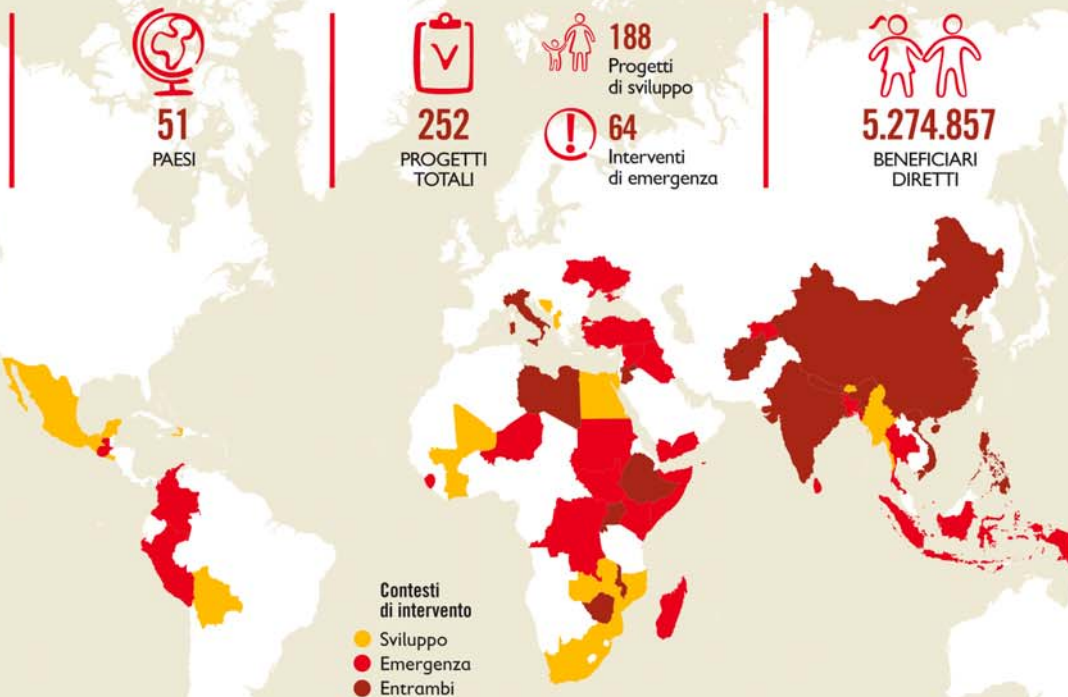 51
PAESI
252
PROGETTI
TOTALI
188
Progetti
di sviluppo
64
Interventi
di emergenza
5.274.857
BENEFICIARI
DIRETTI
Contesti
di intervento
Sviluppo
Emergenza
Entrambi